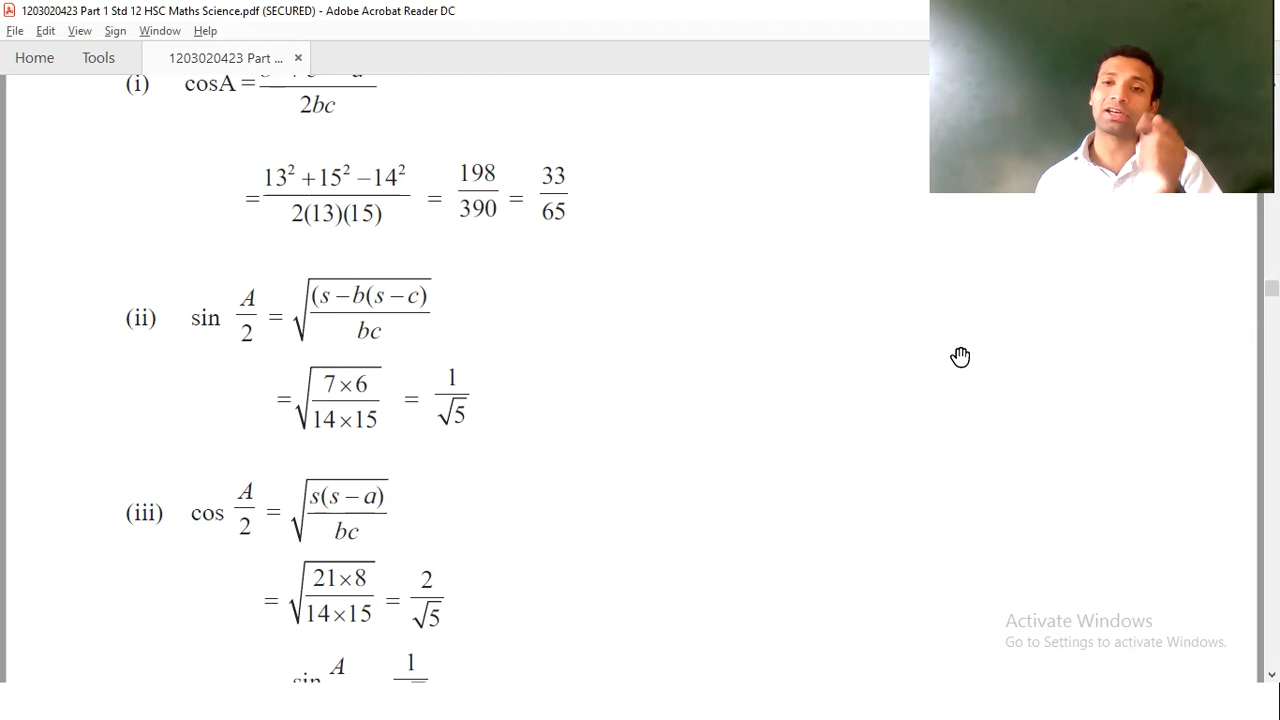 1203020423 Part 1 Std 12 HSC Maths Science.pdf (SECURED) - Adobe Acrobat Reader DC
File Edit View Sign Window Help
Home Tools 1203020423 Part ... ×
(i) cosA =
2bc
= 13² + 15² − 14² / 2(13)(15) = 198/390 = 33/65
(ii) sin A/2 = √((s − b(s − c) / bc)
= √(7 × 6 / 14 × 15) = 1/√5
(iii) cos A/2 = √(s(s − a) / bc)
= √(21 × 8 / 14 × 15) = 2/√5
sin A 1
Activate Windows
Go to Settings to activate Windows.